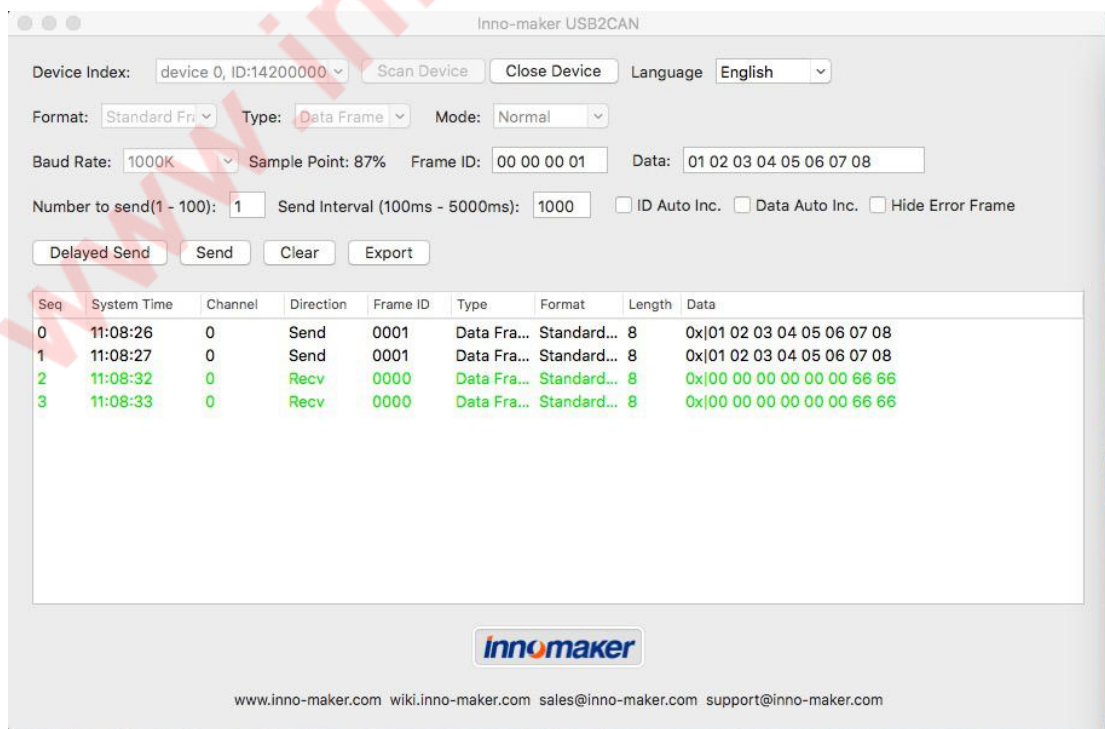 Inno-maker USB2CAN
Device Index: device 0, ID:14200000 Scan Device Close Device Language English
Format: Standard Fr Type: Data Frame Mode: Normal
Baud Rate: 1000K Sample Point: 87% Frame ID: 00 00 00 01 Data: 01 02 03 04 05 06 07 08
Number to send(1 - 100): 1 Send Interval (100ms - 5000ms): 1000 ID Auto Inc. Data Auto Inc. Hide Error Frame
Delayed Send Send Clear Export
Seq System Time Channel Direction Frame ID Type Format Length Data
0 11:08:26 0 Send 0001 Data Fra... Standard... 8 0x|01 02 03 04 05 06 07 08
1 11:08:27 0 Send 0001 Data Fra... Standard... 8 0x|01 02 03 04 05 06 07 08
2 11:08:32 0 Recv 0000 Data Fra... Standard... 8 0x|00 00 00 00 00 00 66 66
3 11:08:33 0 Recv 0000 Data Fra... Standard... 8 0x|00 00 00 00 00 00 66 66
innomaker
www.inno-maker.com wiki.inno-maker.com sales@inno-maker.com support@inno-maker.com